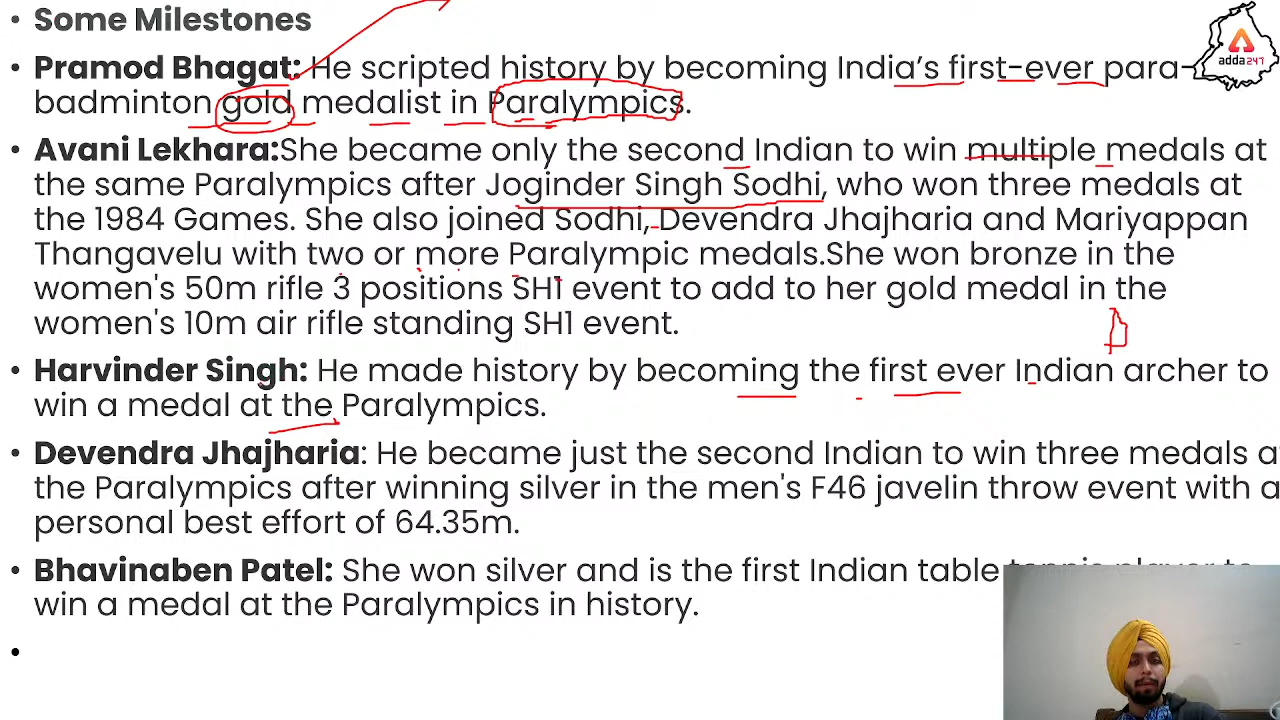 • Some Milestones
• Pramod Bhagat: He scripted history by becoming India's first-ever para-
badminton gold medalist in Paralympics.
adda247
• Avani Lekhara:She became only the second Indian to win multiple medals at
the same Paralympics after Joginder Singh Sodhi, who won three medals at
the 1984 Games. She also joined Sodhi, Devendra Jhajharia and Mariyappan
Thangavelu with two or more Paralympic medals.She won bronze in the
women's 50m rifle 3 positions SH1 event to add to her gold medal in the
women's 10m air rifle standing SH1 event.
• Harvinder Singh: He made history by becoming the first ever Indian archer to
win a medal at the Paralympics.
• Devendra Jhajharia: He became just the second Indian to win three medals a
the Paralympics after winning silver in the men's F46 javelin throw event with a
personal best effort of 64.35m.
• Bhavinaben Patel: She won silver and is the first Indian table tennis player to
win a medal at the Paralympics in history.
•